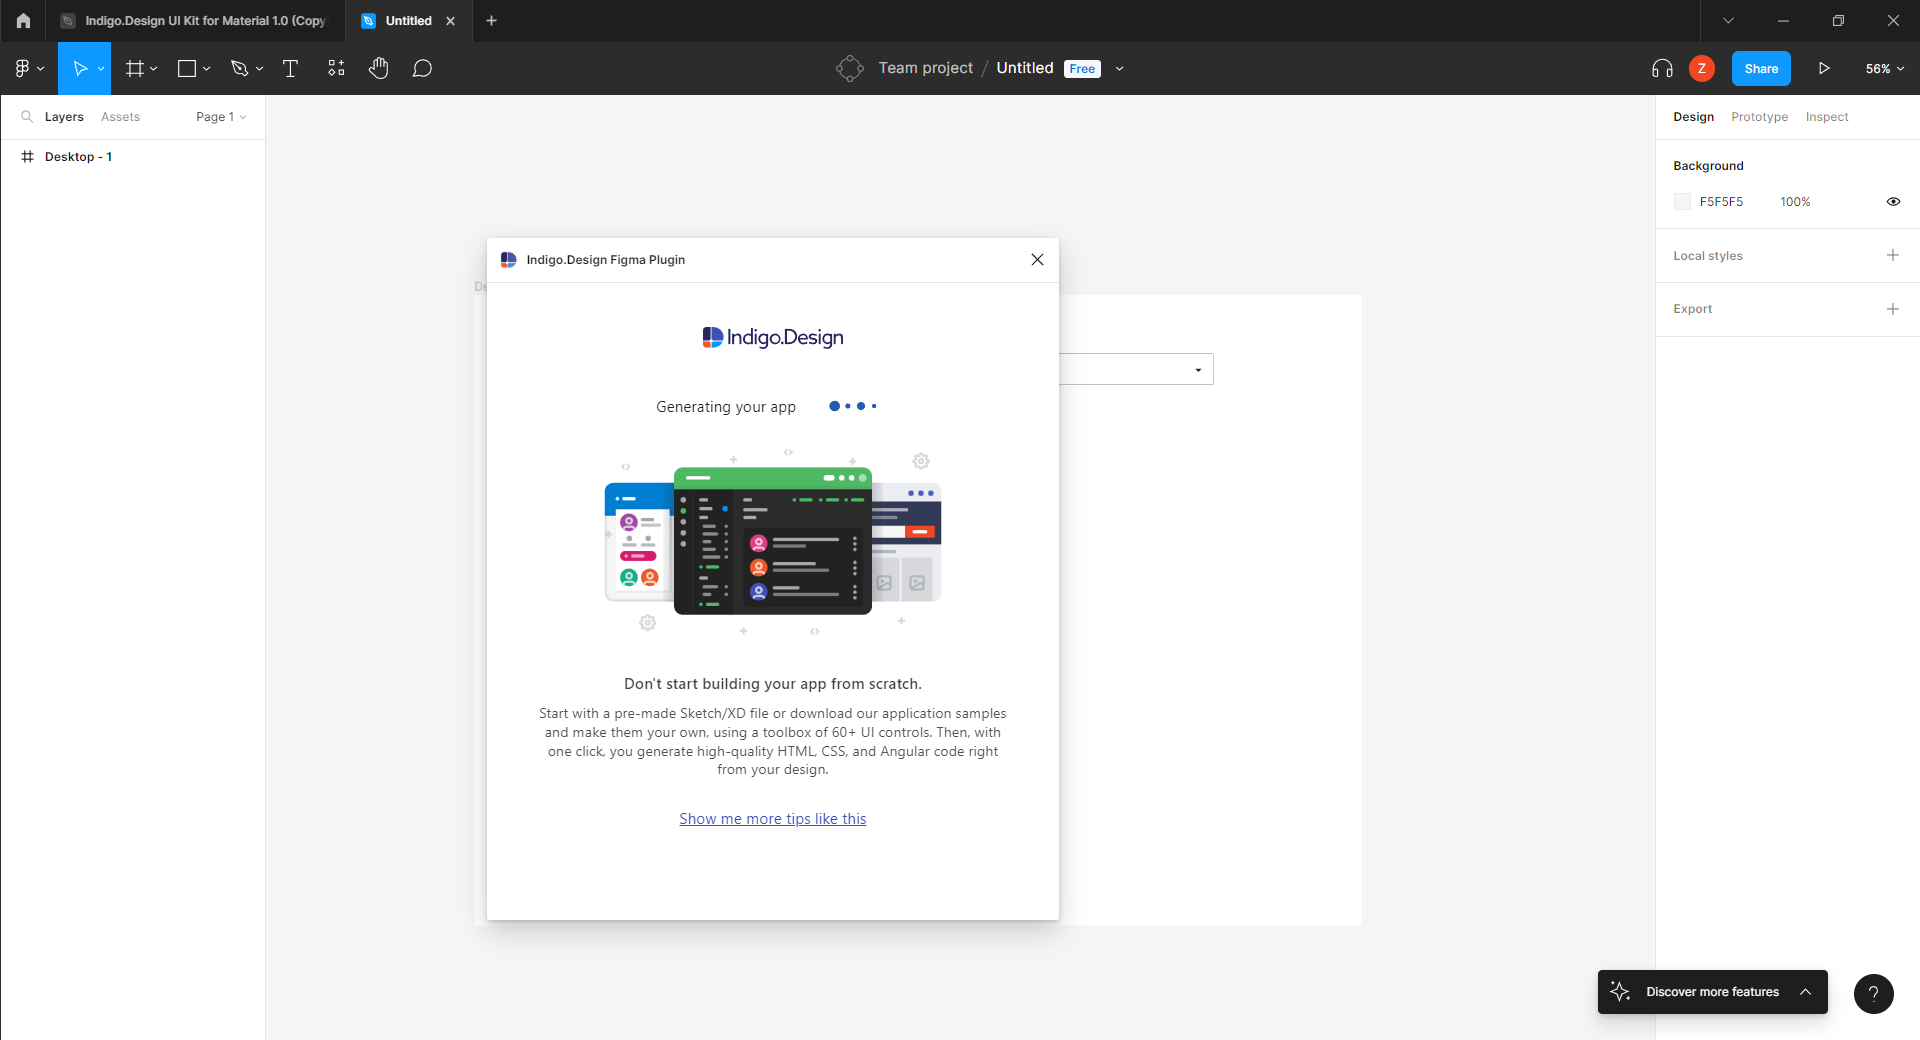 Indigo.Design UI Kit for Material 1.0 (Copy
Untitled
Team project / Untitled Free
Z
Share
56%
Layers Assets Page 1
Desktop - 1
Design Prototype Inspect
Background
F5F5F5 100%
Local styles
Export
De
Indigo.Design Figma Plugin
Indigo.Design
Generating your app
Don't start building your app from scratch.
Start with a pre-made Sketch/XD file or download our application samples
and make them your own, using a toolbox of 60+ UI controls. Then, with
one click, you generate high-quality HTML, CSS, and Angular code right
from your design.
Show me more tips like this
Discover more features
?